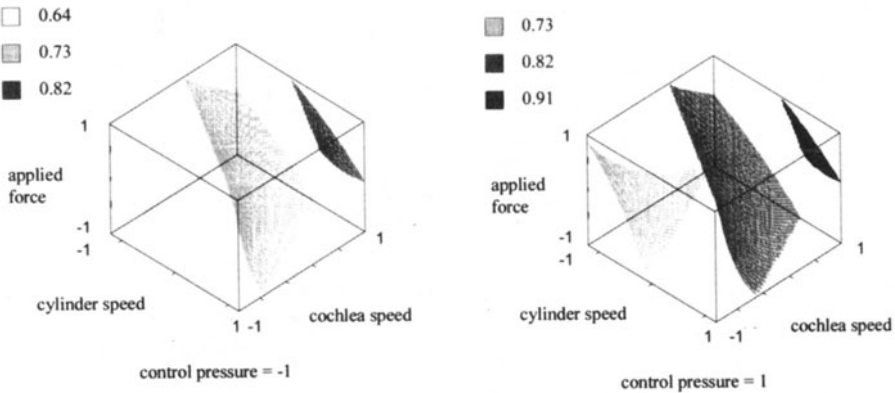 0.64
0.73
0.82
1
applied
force
-1
-1
cylinder speed
1 -1
cochlea speed
1
control pressure = -1
0.73
0.82
0.91
1
applied
force
-1
-1
cylinder speed
1 -1
cochlea speed
1
control pressure = 1